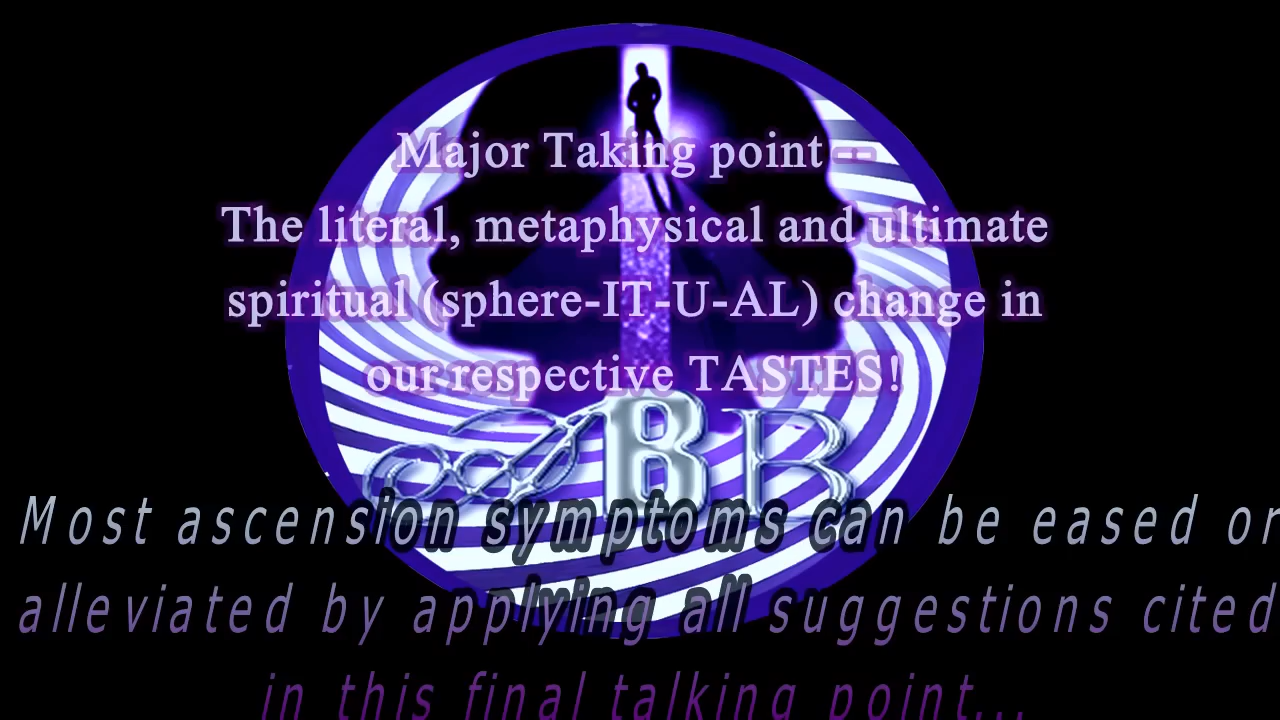 Major Taking point --
The literal, metaphysical and ultimate
spiritual (sphere-IT-U-AL) change in
our respective TASTES!
ABR
Most ascension symptoms can be eased or
alleviated by applying all suggestions cited
in this final talking point...